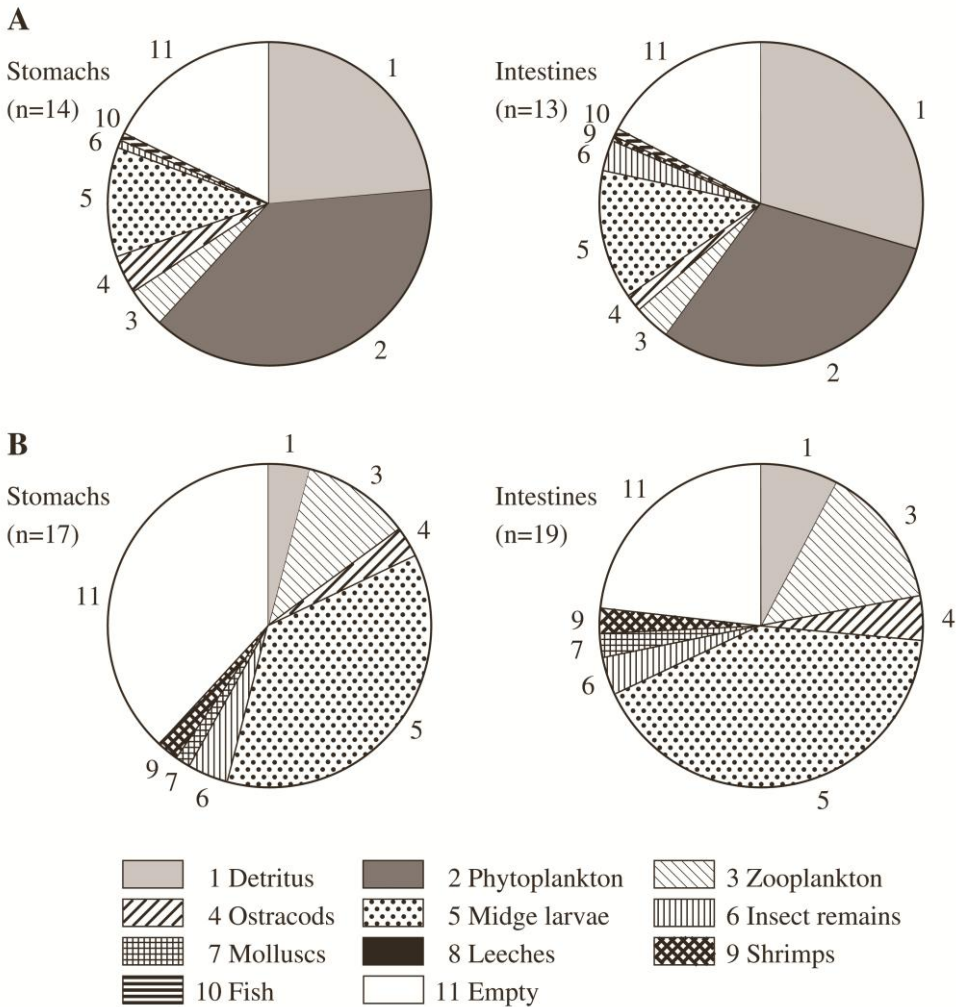 A
Stomachs
(n=14)
11
10
6
5
4
3
2
1
Intestines
(n=13)
11
10
9
6
5
4
3
2
1
B
Stomachs
(n=17)
1
3
4
5
6
7
9
11
Intestines
(n=19)
1
3
4
5
6
7
9
11
1 Detritus 2 Phytoplankton 3 Zooplankton
4 Ostracods 5 Midge larvae 6 Insect remains
7 Molluscs 8 Leeches 9 Shrimps
10 Fish 11 Empty